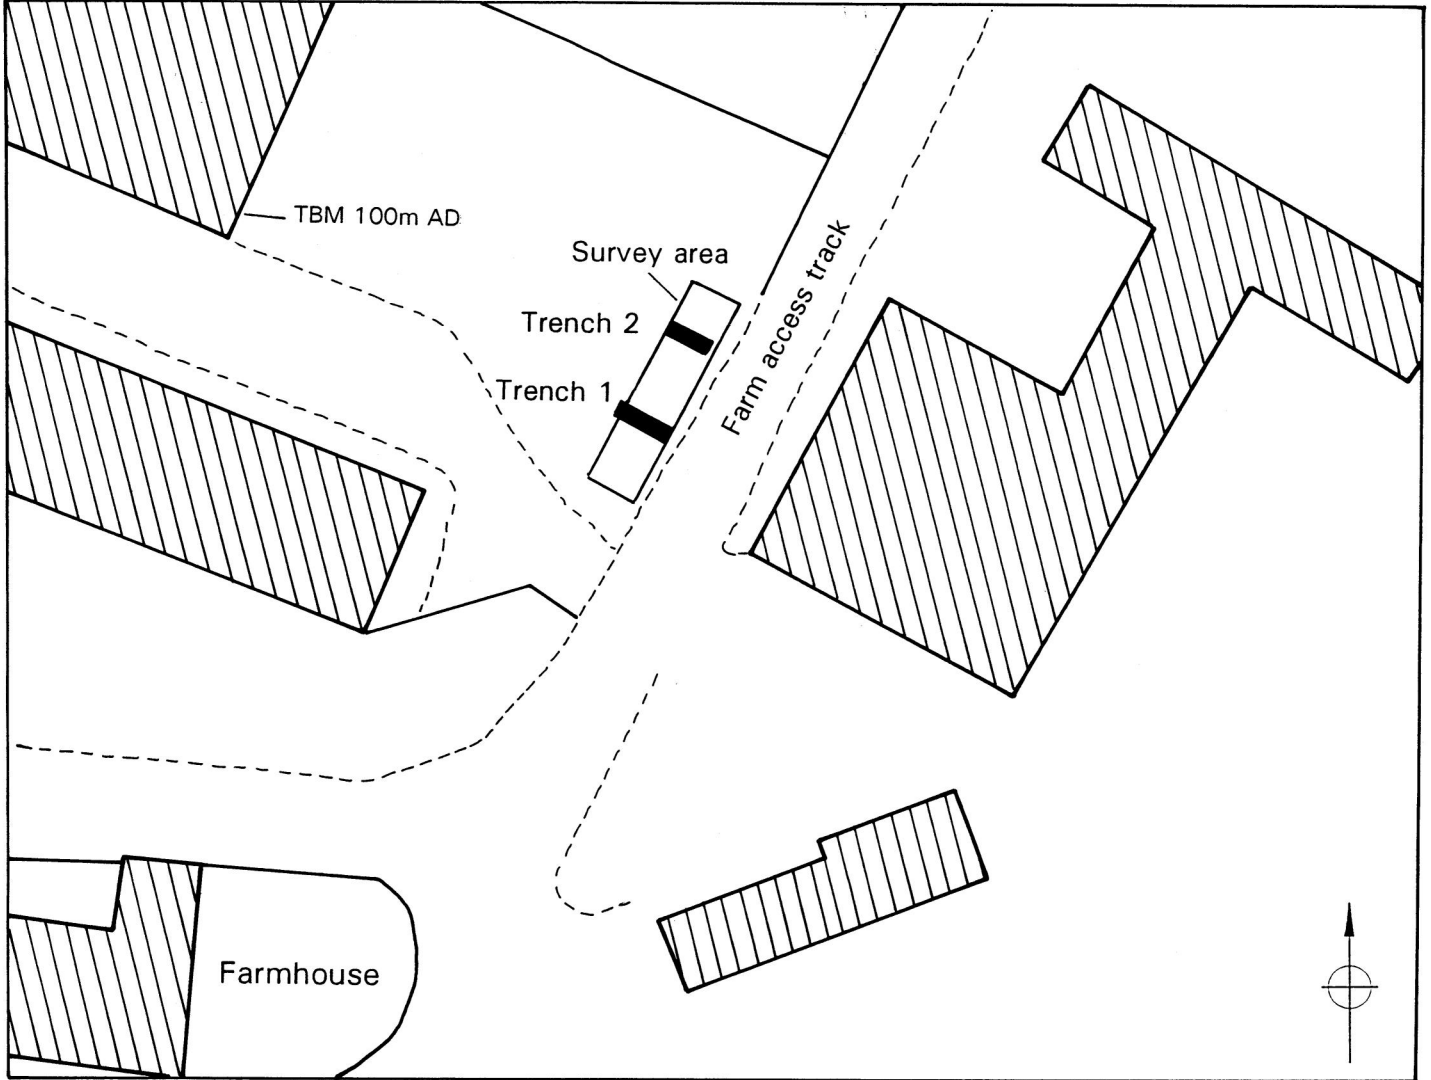 TBM 100m AD
Survey area
Trench 2
Trench 1
Farm access track
Farmhouse